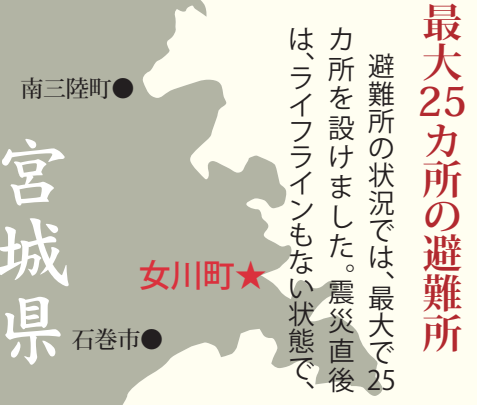 最大25カ所の避難所
避難所の状況では、最大で25
カ所を設けました。震災直後
は、ライフラインもない状態で、
南三陸町●
宮城県
女川町★
石巻市●